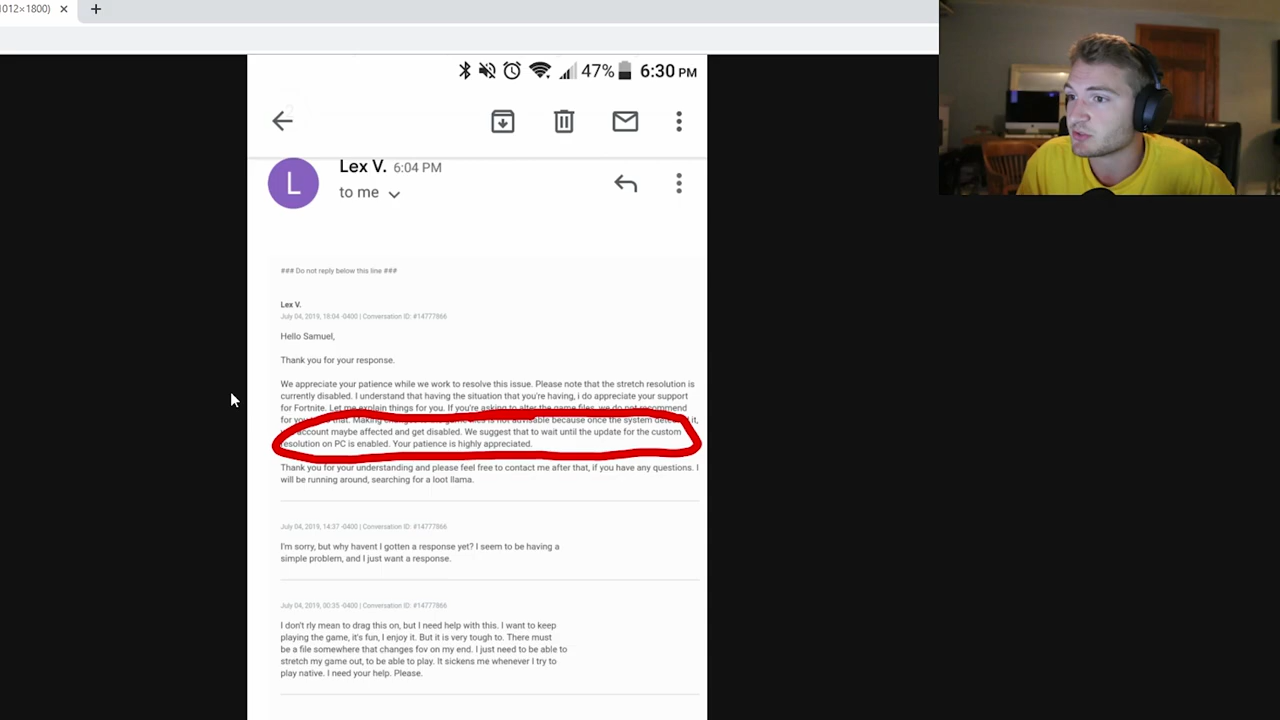 1012×1800)
47% 6:30 PM
Lex V. 6:04 PM
L
to me
### Do not reply below this line ###
Lex V.
July 04, 2019, 18:04 -0400 | Conversation ID: #14777866
Hello Samuel,
Thank you for your response.
We appreciate your patience while we work to resolve this issue. Please note that the stretch resolution is
currently disabled. I understand that having the situation that you're having, i do appreciate your support
for Fortnite. Let me explain things for you. If you're asking to alter the game files, we do not recommend
for that. Making is not advisable because once the system it,
account maybe affected and get disabled. We suggest that to wait until the update for the custom
resolution on PC is enabled. Your patience is highly appreciated.
Thank you for your understanding and please feel free to contact me after that, if you have any questions. I
will be running around, searching for a loot llama.
July 04, 2019, 14:37 -0400 | Conversation ID: #14777866
I'm sorry, but why havent I gotten a response yet? I seem to be having a
simple problem, and I just want a response.
July 04, 2019, 00:35 -0400 | Conversation ID: #14777866
I don't rly mean to drag this on, but I need help with this. I want to keep
playing the game, it's fun, I enjoy it. But it is very tough to. There must
be a file somewhere that changes fov on my end. I just need to be able to
stretch my game out, to be able to play. It sickens me whenever I try to
play native. I need your help. Please.